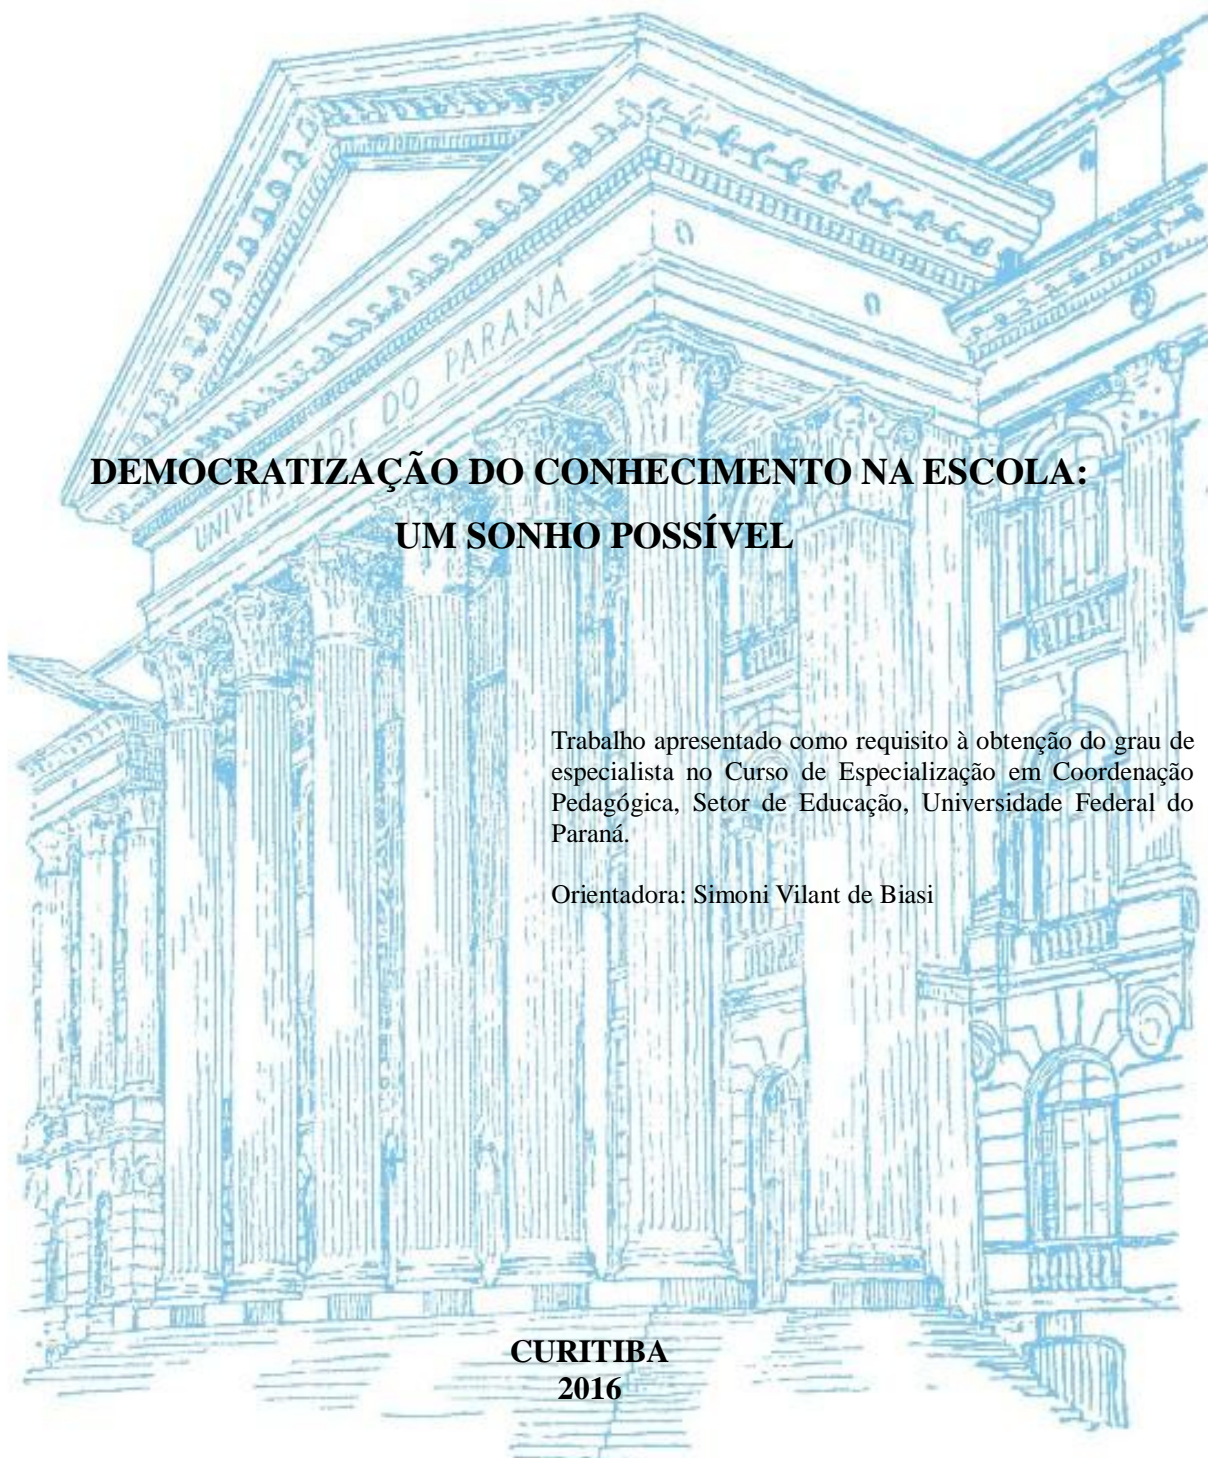 UNIVERSIDADE DO PARANÁ
DEMOCRATIZAÇÃO DO CONHECIMENTO NA ESCOLA:
UM SONHO POSSÍVEL
Trabalho apresentado como requisito à obtenção do grau de
especialista no Curso de Especialização em Coordenação
Pedagógica, Setor de Educação, Universidade Federal do
Paraná.
Orientadora: Simoni Vilant de Biasi
CURITIBA
2016